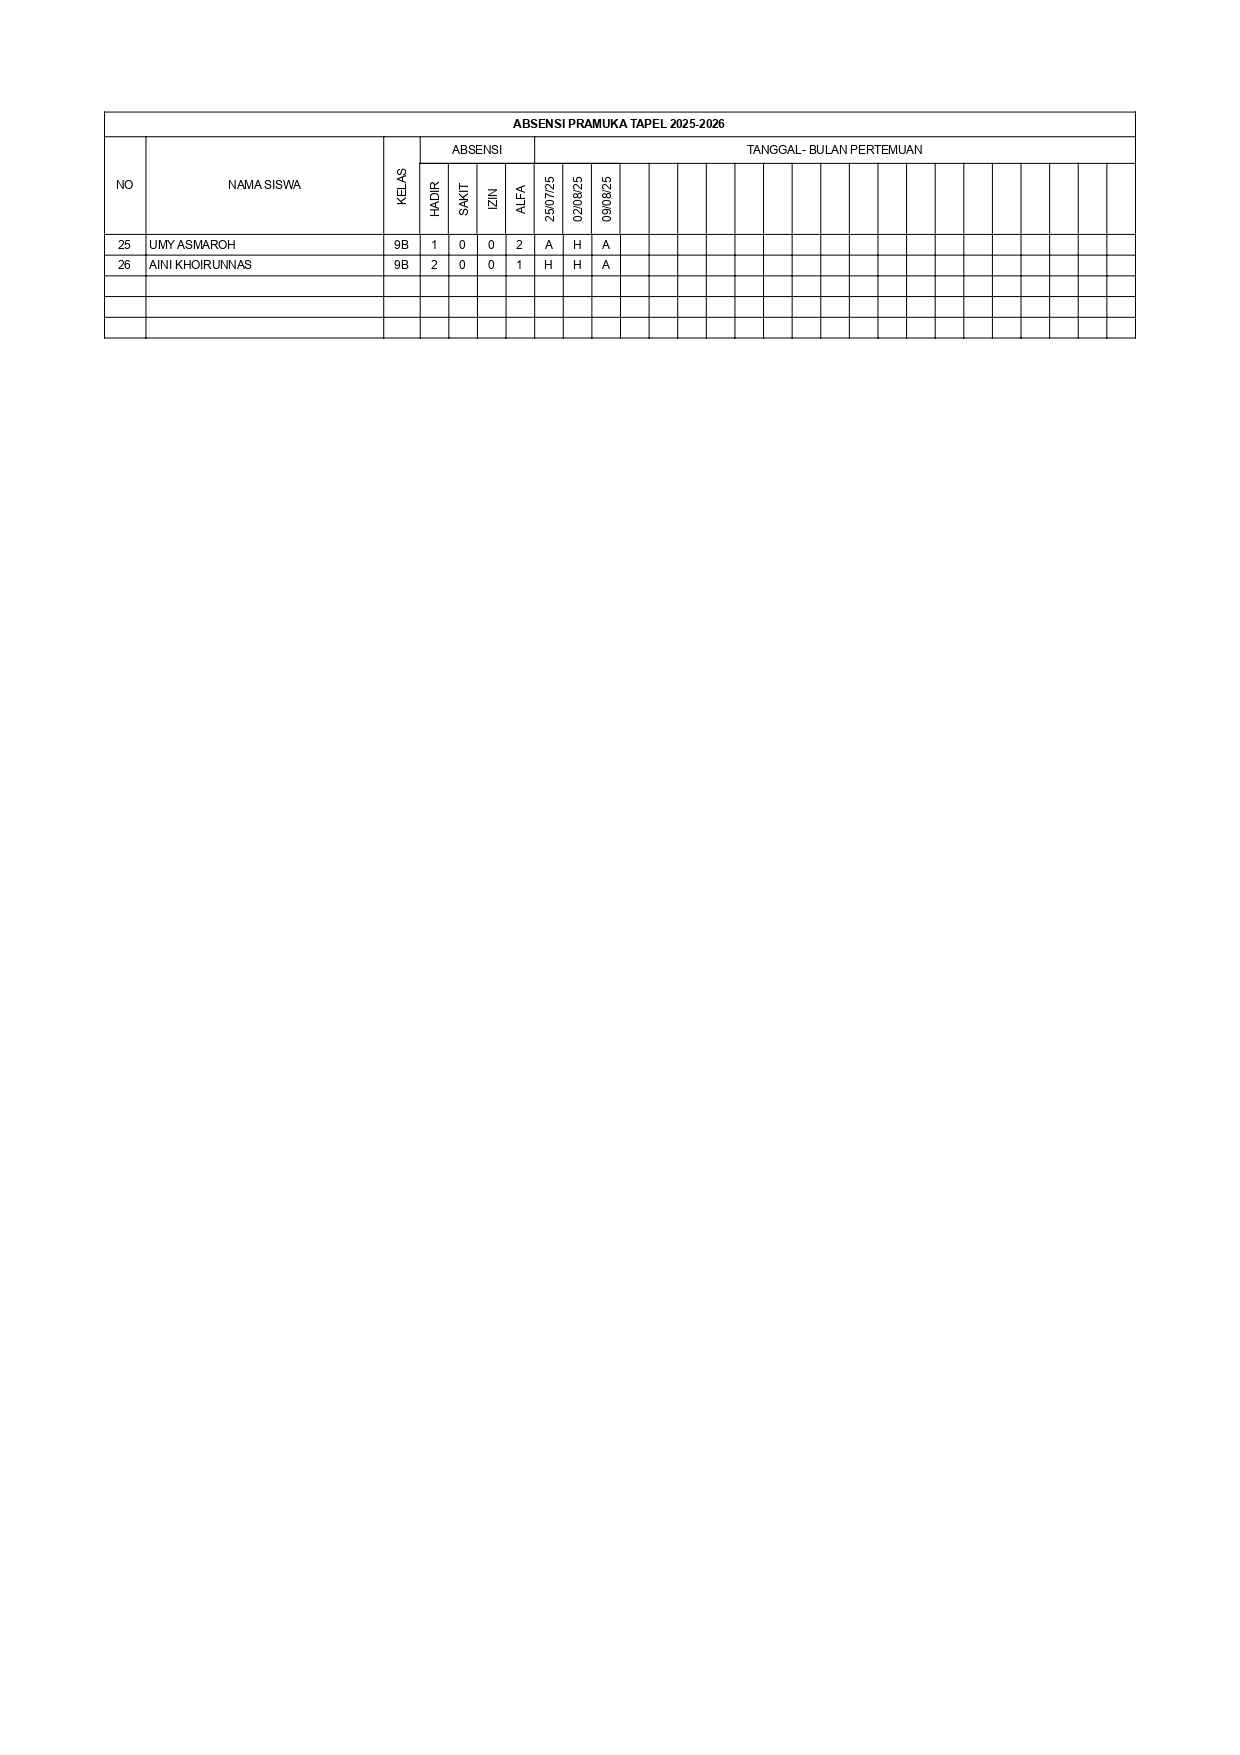 ABSENSI PRAMUKA TAPEL 2025-2026
NO NAMA SISWA KELAS ABSENSI TANGGAL- BULAN PERTEMUAN
HADIR SAKIT IZIN ALFA 25/07/25 02/08/25 09/08/25
25 UMY ASMAROH 9B 1 0 0 2 A H A
26 AINI KHOIRUNNAS 9B 2 0 0 1 H H A